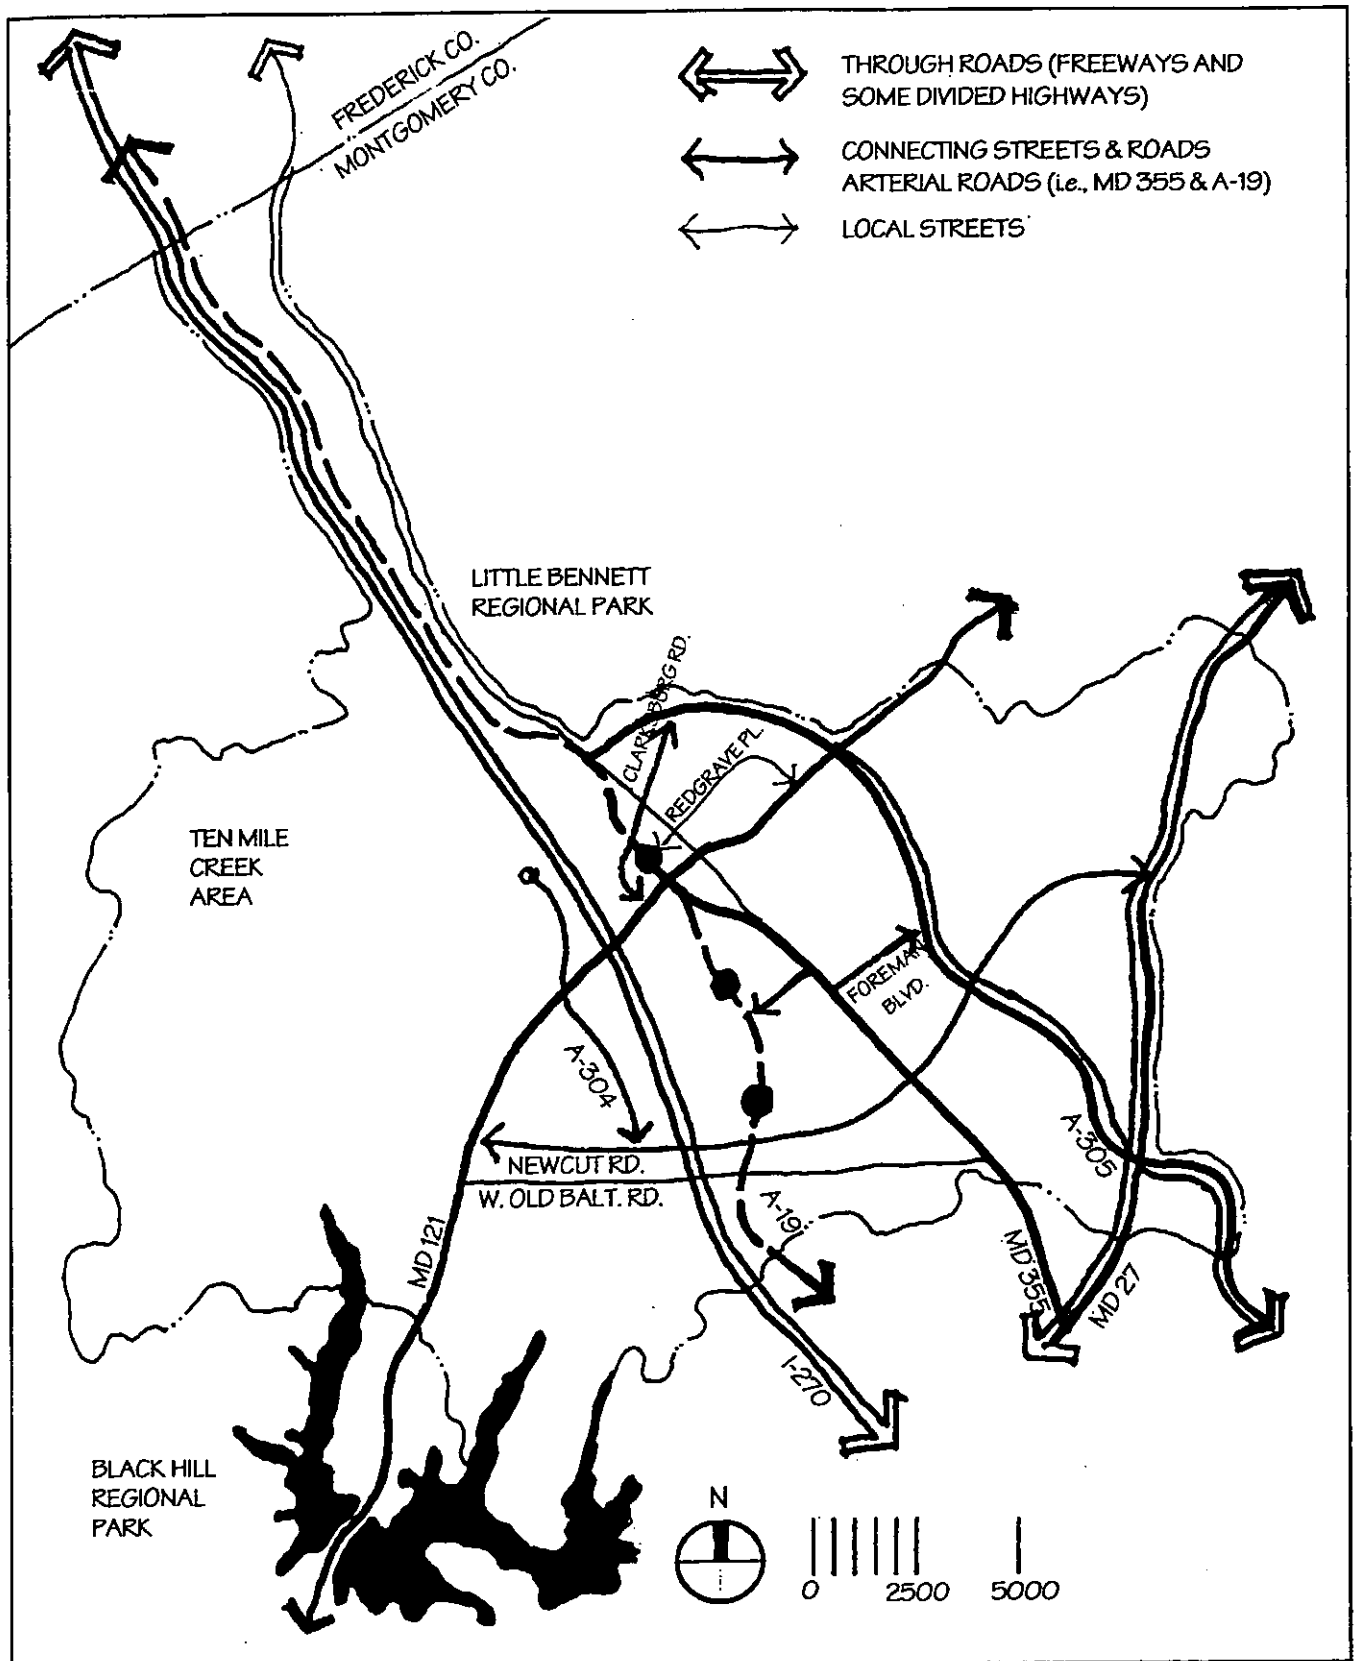 FREDERICK CO.
MONTGOMERY CO.
THROUGH ROADS (FREEWAYS AND
SOME DIVIDED HIGHWAYS)
CONNECTING STREETS & ROADS
ARTERIAL ROADS (i.e., MD 355 & A-19)
LOCAL STREETS
LITTLE BENNETT
REGIONAL PARK
CLARKSBURG RD.
REDGRAVE PL.
TEN MILE
CREEK
AREA
FOREMAN
BLVD.
A-304
A-305
NEWCUT RD.
W. OLD BALT. RD.
A-19
MD 121
MD 355
MD 27
I-270
BLACK HILL
REGIONAL
PARK
N
0 2500 5000